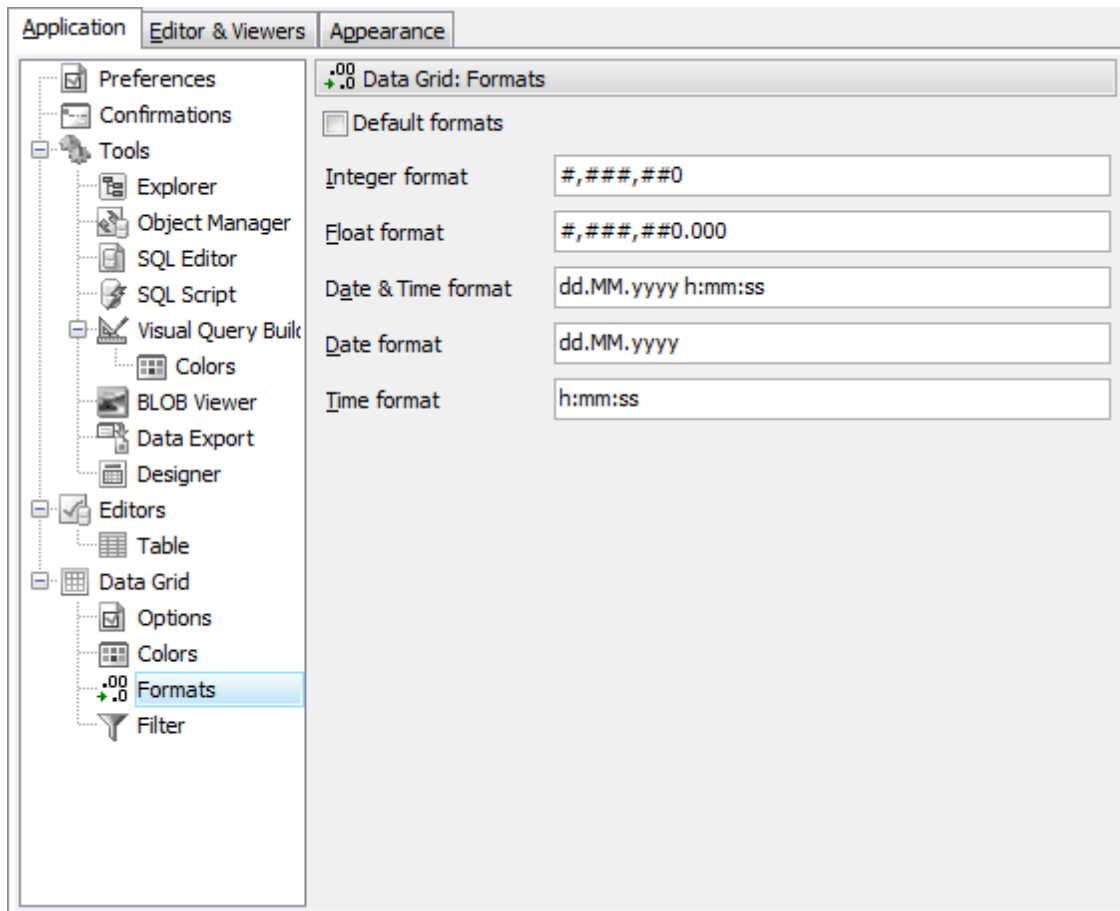 Application Editor & Viewers Appearance
Preferences
Confirmations
Tools
Explorer
Object Manager
SQL Editor
SQL Script
Visual Query Build
Colors
BLOB Viewer
Data Export
Designer
Editors
Table
Data Grid
Options
Colors
Formats
Filter
Data Grid: Formats
Default formats
Integer format #,###,##0
Float format #,###,##0.000
Date & Time format dd.MM.yyyy h:mm:ss
Date format dd.MM.yyyy
Time format h:mm:ss